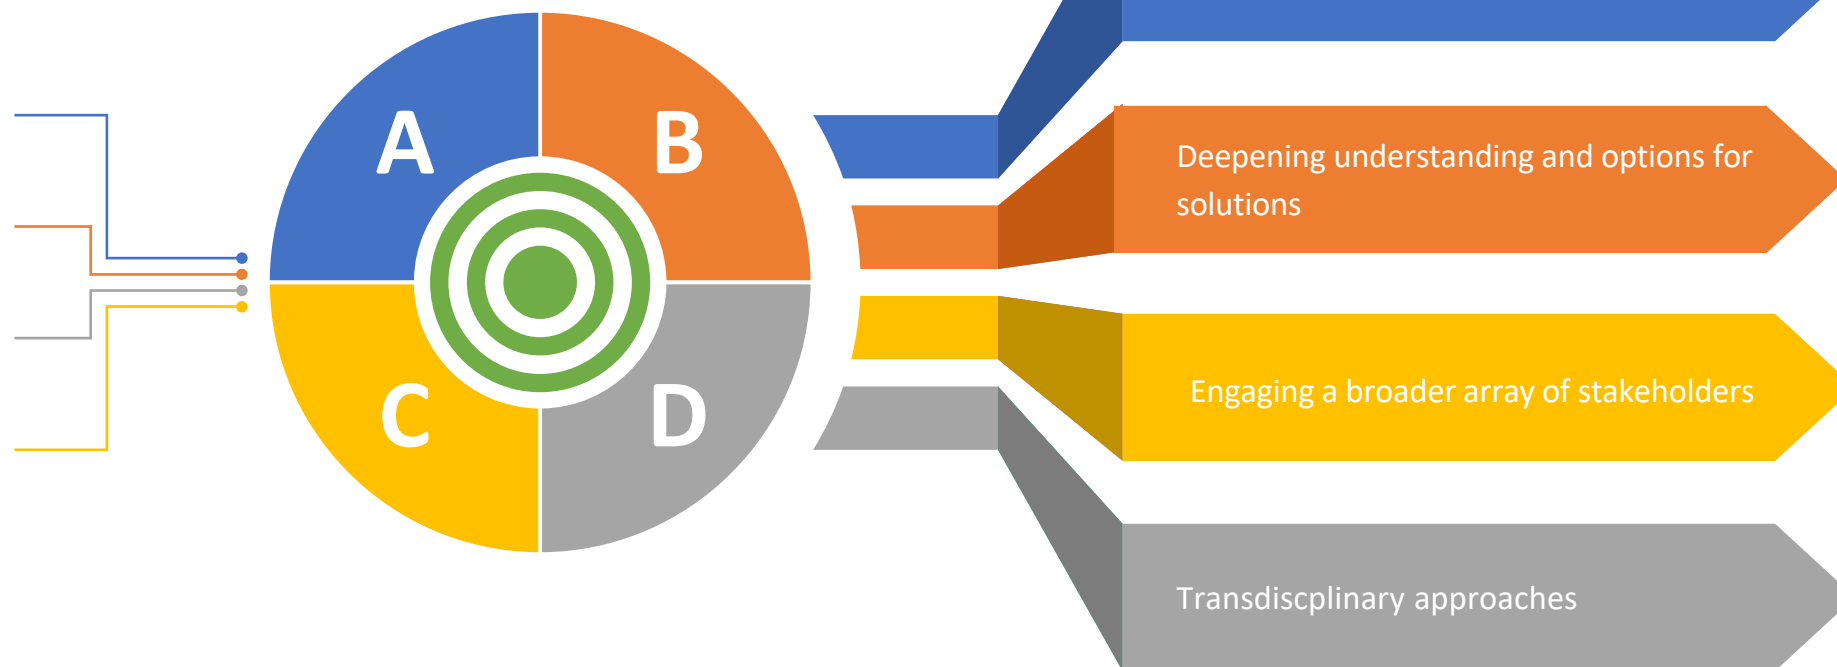 A
B
C
D
Deepening understanding and options for
solutions
Engaging a broader array of stakeholders
Transdiscplinary approaches